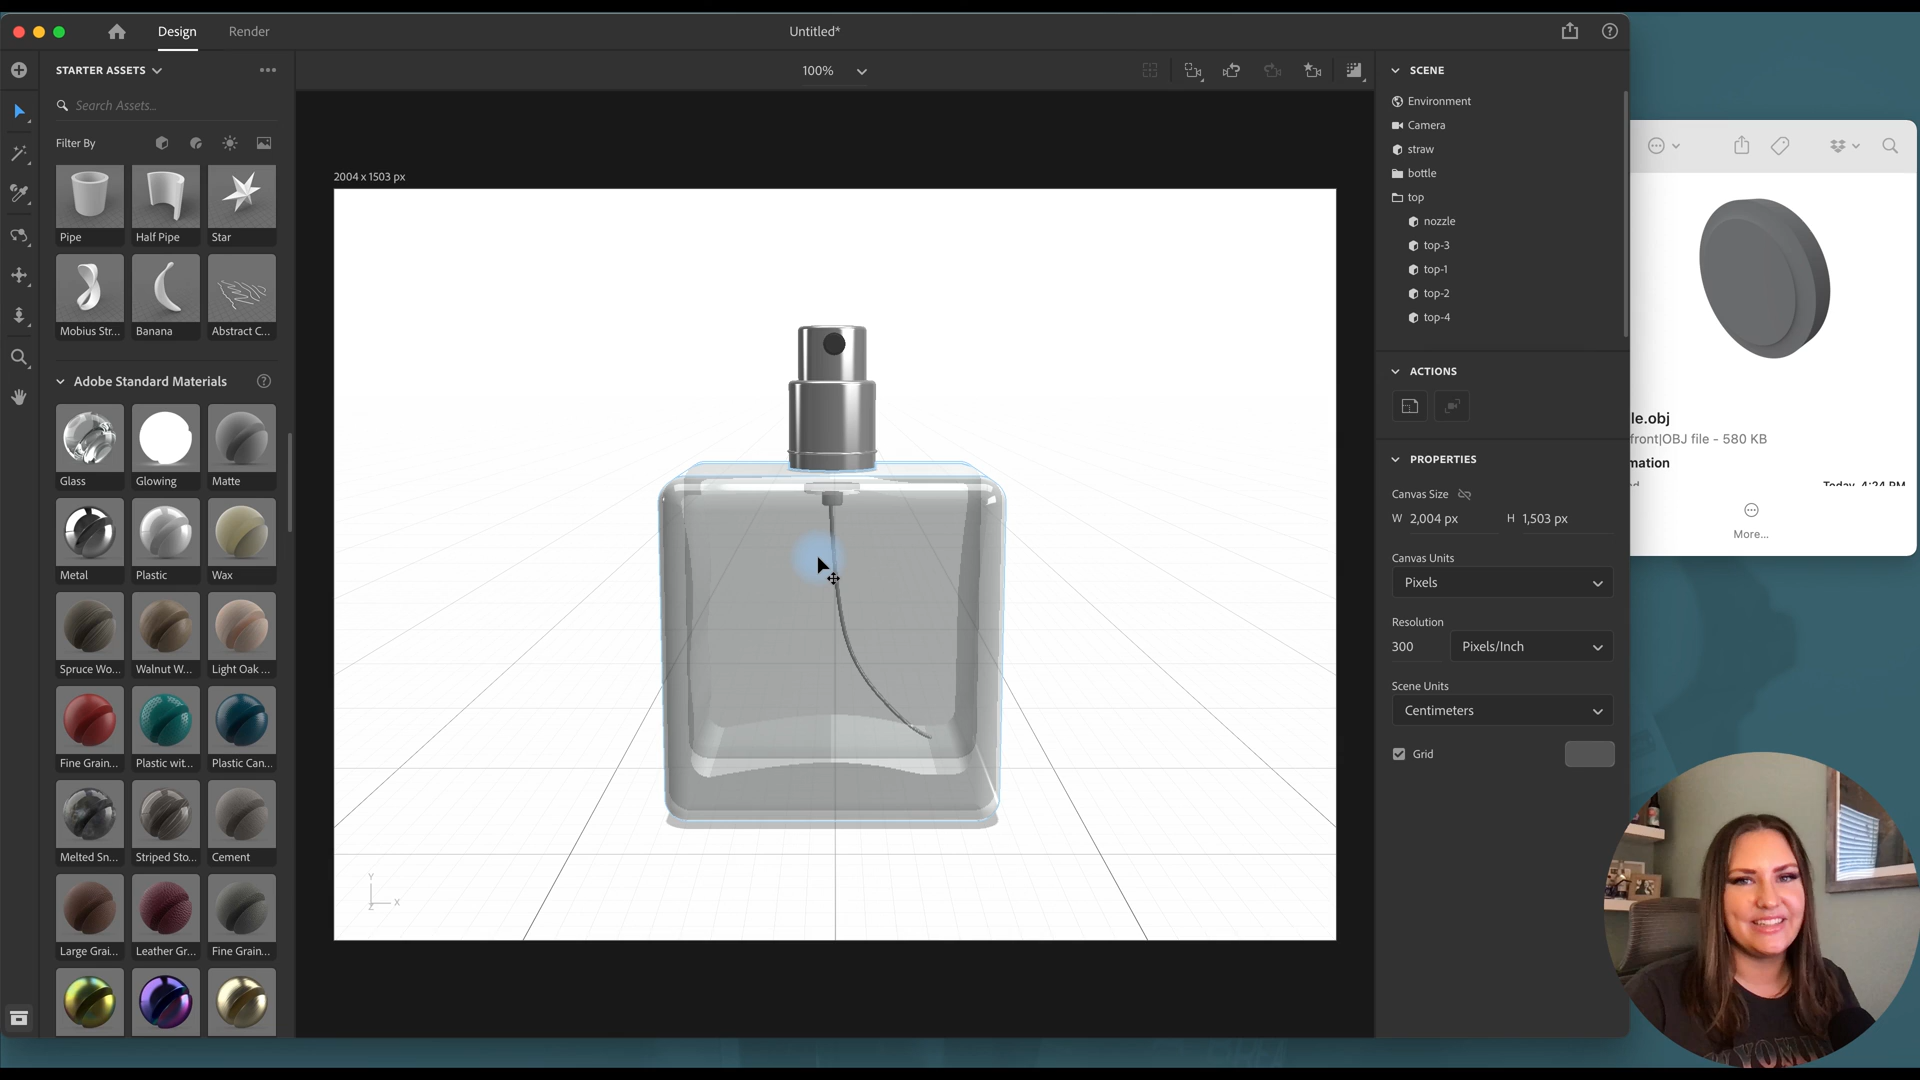 Design
Render
Untitled*
STARTER ASSETS
100%
Search Assets...
Filter By
Pipe
Half Pipe
Star
Mobius Str...
Banana
Abstract C...
Adobe Standard Materials
Glass
Glowing
Matte
Metal
Plastic
Wax
Spruce Wo...
Walnut W...
Light Oak ...
Fine Grain...
Plastic wit...
Plastic Can...
Melted Sn...
Striped Sto...
Cement
Large Grai...
Leather Gr...
Fine Grain...
2004 x 1503 px
Y
Z
X
SCENE
Environment
Camera
straw
bottle
top
nozzle
top-3
top-1
top-2
top-4
ACTIONS
PROPERTIES
Canvas Size
W 2,004 px
H 1,503 px
Canvas Units
Pixels
Resolution
300
Pixels/Inch
Scene Units
Centimeters
Grid
le.obj
front|OBJ file - 580 KB
mation
Today, 4:24 PM
More...